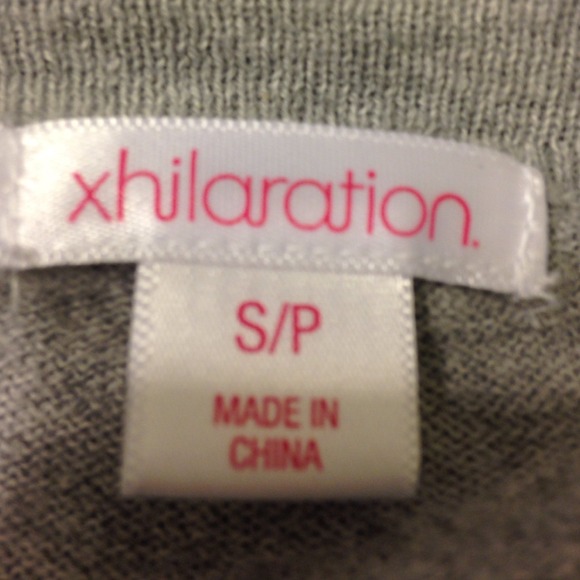 xhilaration.
S/P
MADE IN
CHINA